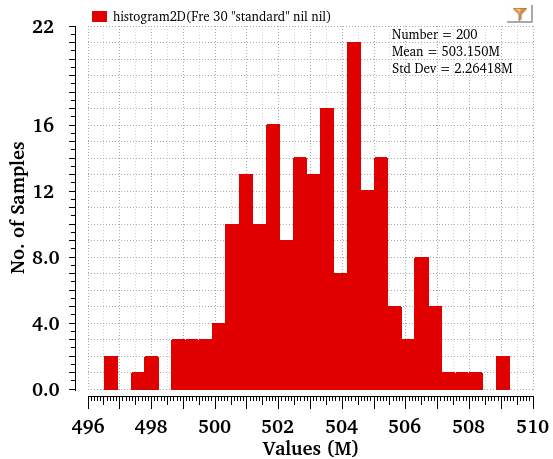 histogram2D(Fre 30 "standard" nil nil)
Number = 200
Mean = 503.150M
Std Dev = 2.26418M
22
16
12
8.0
4.0
0.0
No. of Samples
496 498 500 502 504 506 508 510
Values (M)